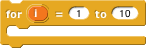 for i = 1 to 10